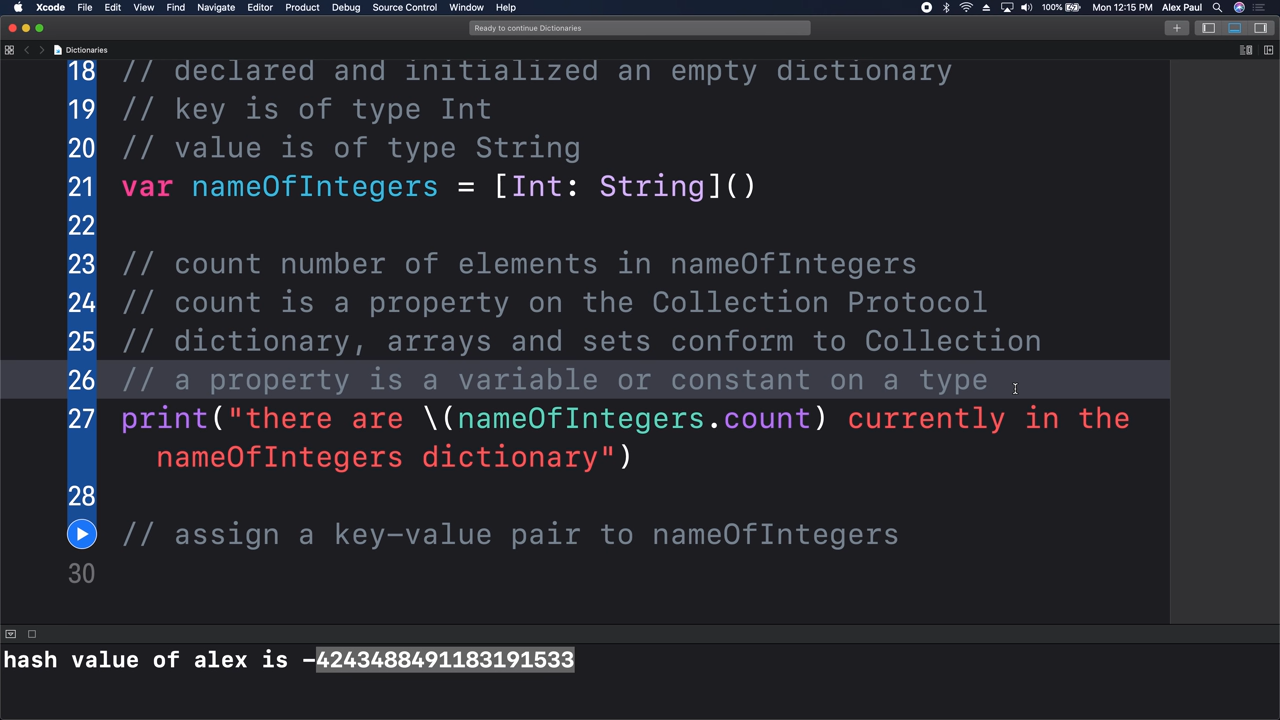 Xcode File Edit View Find Navigate Editor Product Debug Source Control Window Help 100% Mon 12:15 PM Alex Paul
Ready to continue Dictionaries
Dictionaries
18 // declared and initialized an empty dictionary
19 // key is of type Int
20 // value is of type String
21 var nameOfIntegers = [Int: String]()
22
23 // count number of elements in nameOfIntegers
24 // count is a property on the Collection Protocol
25 // dictionary, arrays and sets conform to Collection
26 // a property is a variable or constant on a type
27 print("there are \(nameOfIntegers.count) currently in the
nameOfIntegers dictionary")
28
// assign a key-value pair to nameOfIntegers
30
hash value of alex is -4243488491183191533